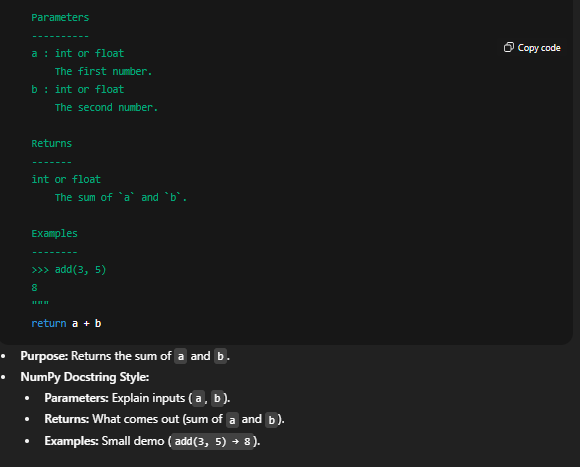 Parameters
----------
Copy code
a : int or float
The first number.
b : int or float
The second number.
Returns
-------
int or float
The sum of `a` and `b`.
Examples
--------
>>> add(3, 5)
8
"""
return a + b
• Purpose: Returns the sum of a and b.
• NumPy Docstring Style:
• Parameters: Explain inputs (a, b).
• Returns: What comes out (sum of a and b).
• Examples: Small demo (add(3, 5) → 8).